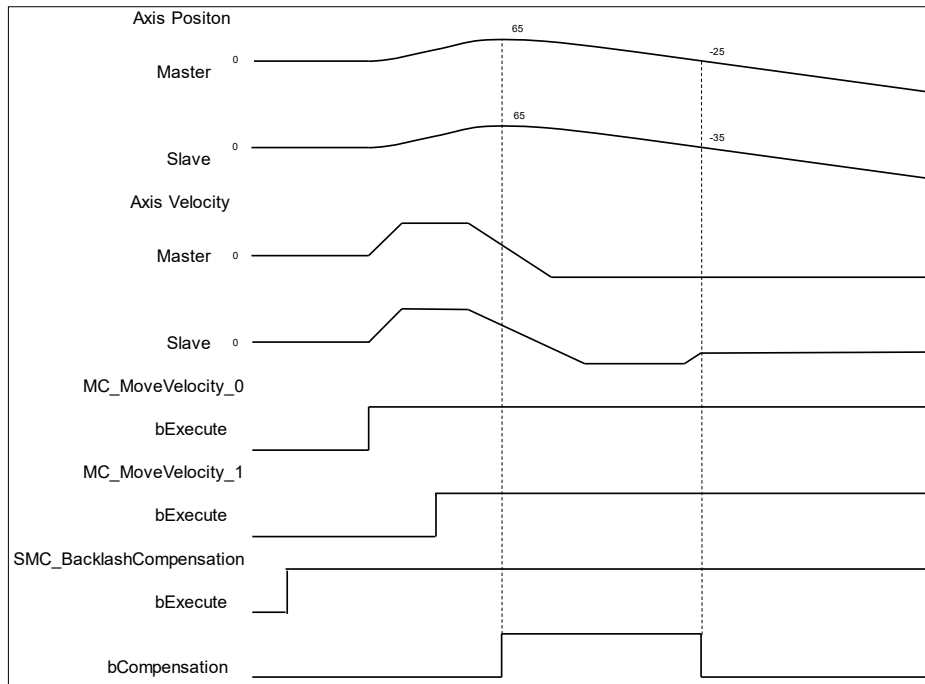 Axis Positon
65
-25
0
Master
65
-35
0
Slave
Axis Velocity
Master 0
Slave 0
MC_MoveVelocity_0
bExecute
MC_MoveVelocity_1
bExecute
SMC_BacklashCompensation
bExecute
bCompensation